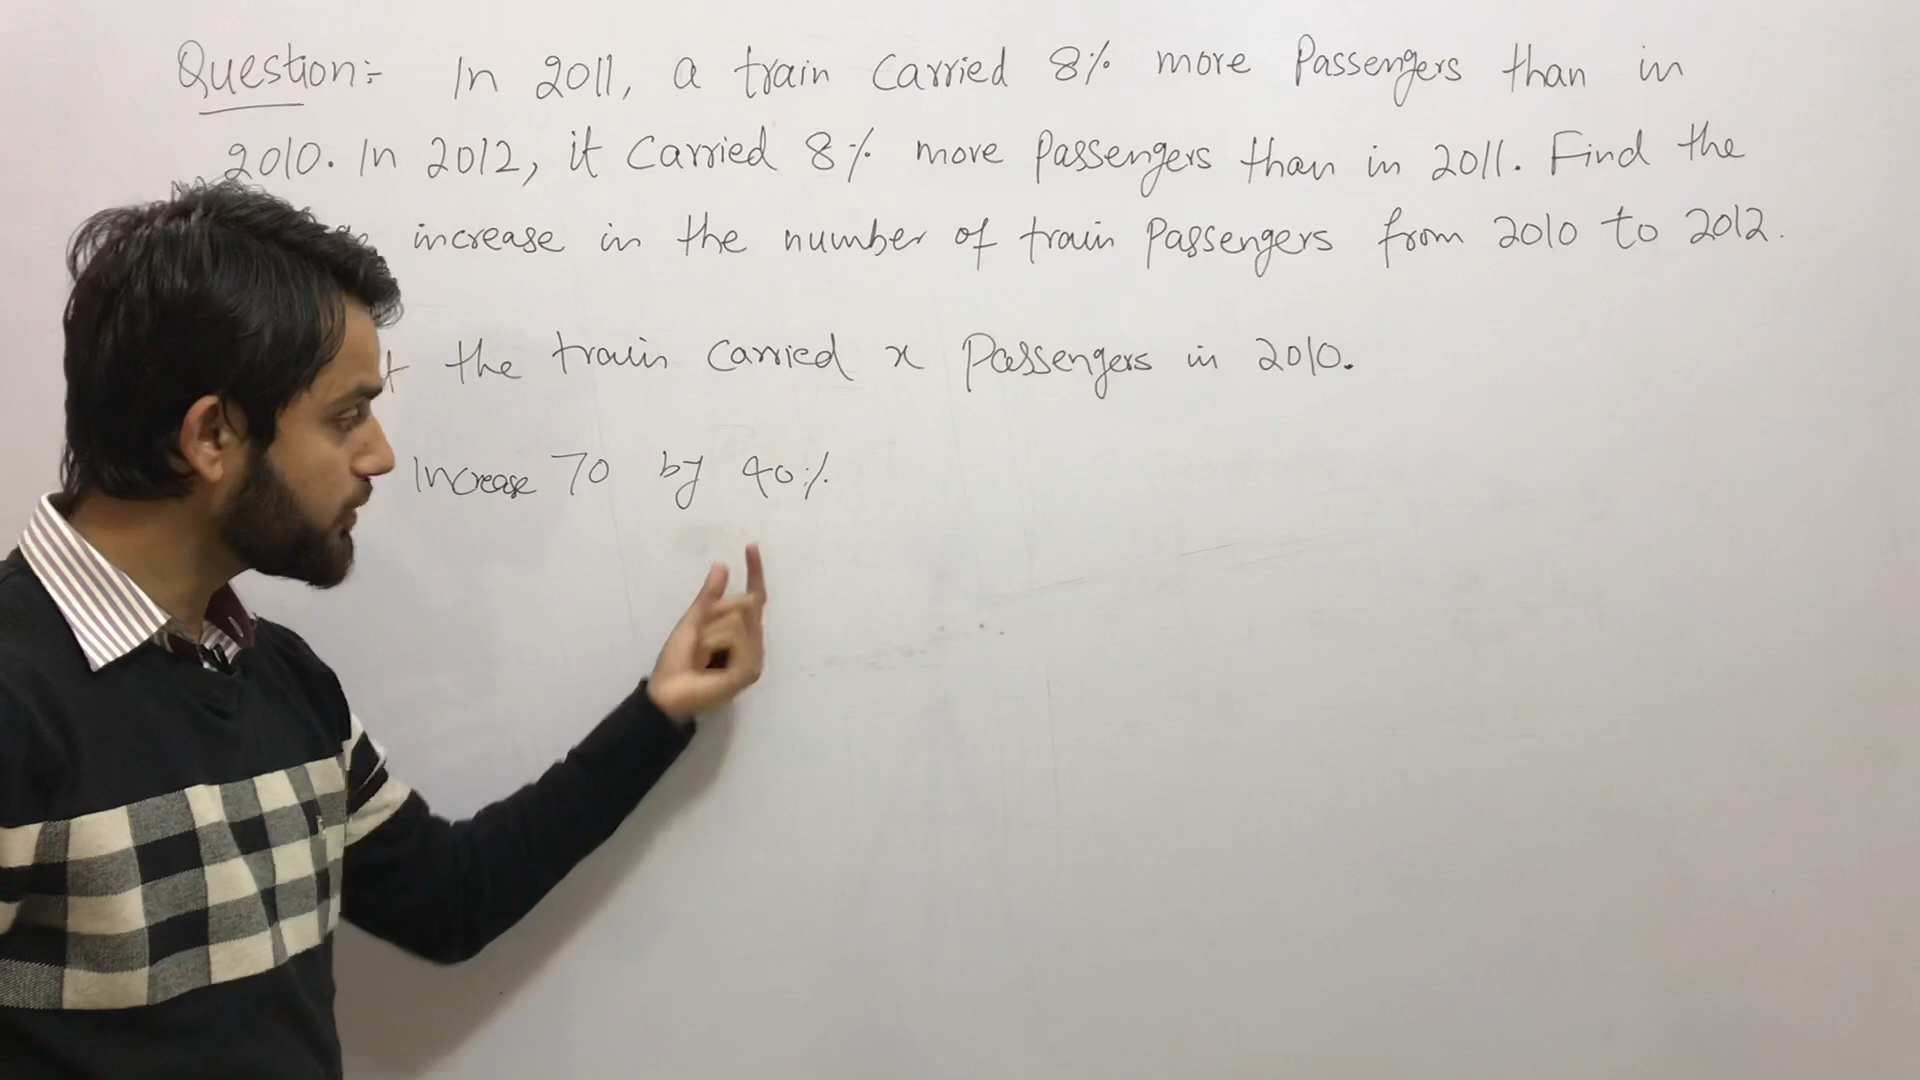 Question:- In 2011, a train carried 8% more Passengers than in
2010. In 2012, it carried 8% more passengers than in 2011. Find the
increase in the number of train passengers from 2010 to 2012.
the train carried x passengers in 2010.
Increase 70 by 40%